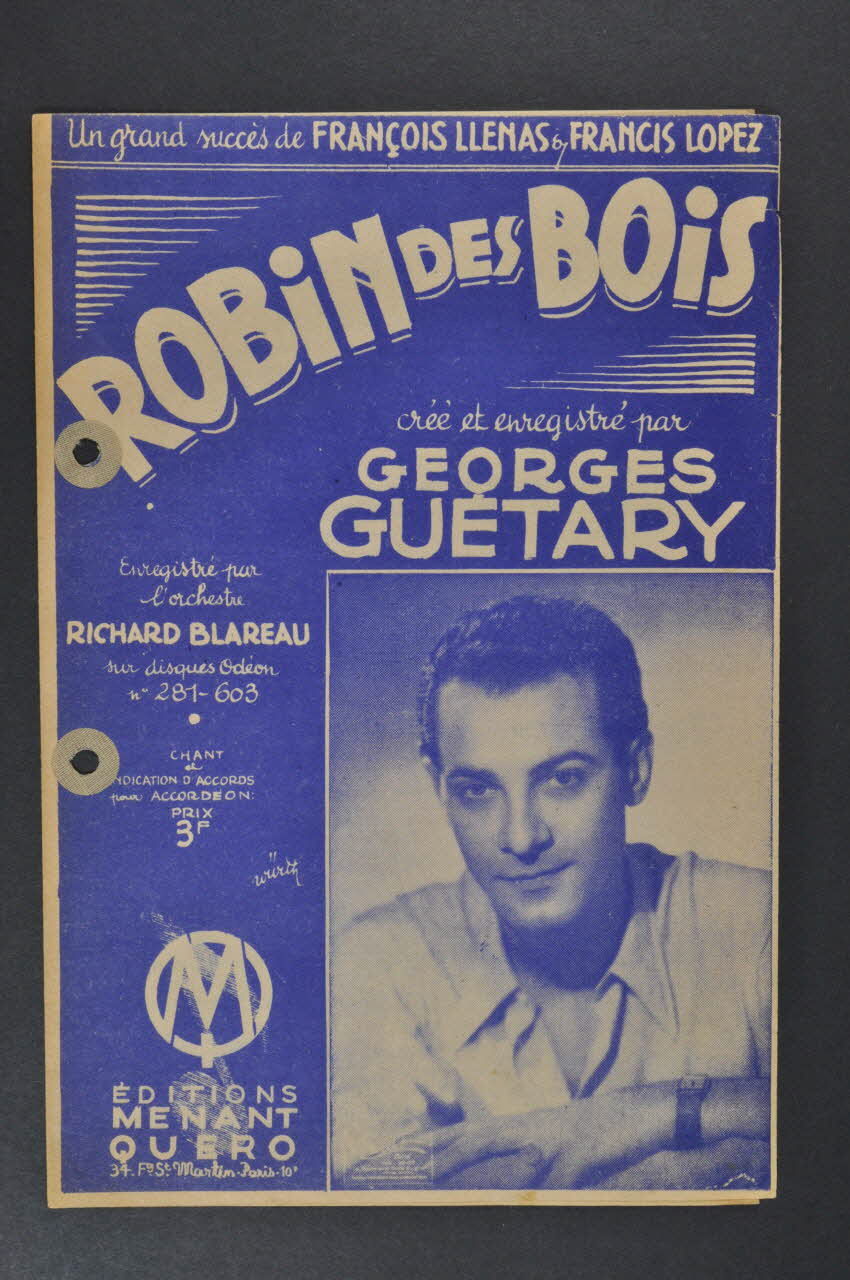 Un grand succès de FRANÇOIS LLENAS & FRANCIS LOPEZ
ROBiN DES BOiS
créé et enregistré par
GEORGES
GUÉTARY
Enregistré par
l'orchestre
RICHARD BLAREAU
sur disques Odéon
n° 281-603
CHANT
et
INDICATION D'ACCORDS
pour ACCORDÉON:
PRIX
3F
würth
M
ÉDITIONS
MENANT
QUERO
34. Fg St Martin-Paris-10e